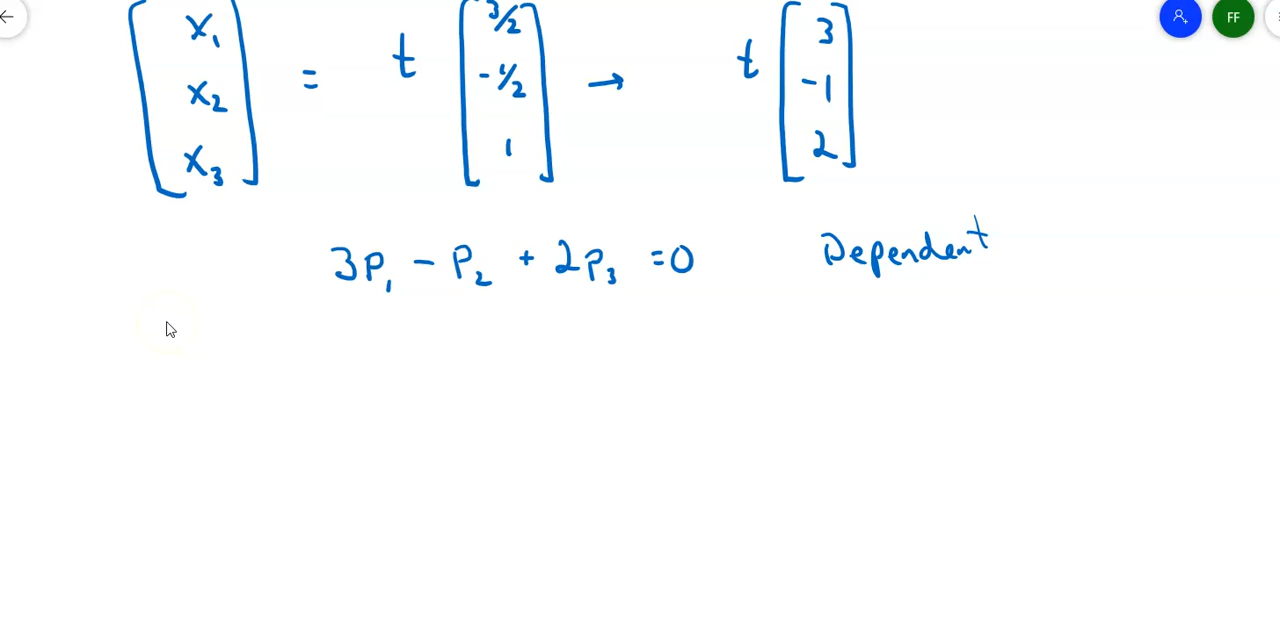 FF
[x₁ x₂ x₃] = t [3/2 -1/2 1] → t [3 -1 2]
3p₁ - p₂ + 2p₃ = 0 Dependent